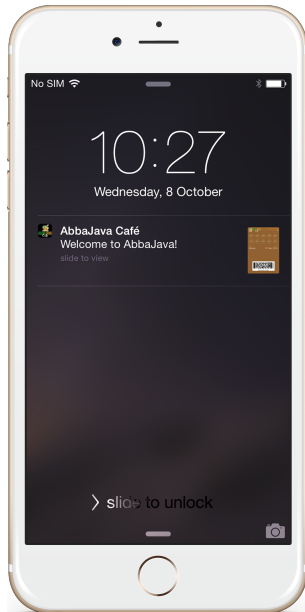 No SIM
10:27
Wednesday, 8 October
AbbaJava Café
Welcome to AbbaJava!
slide to view
slide to unlock